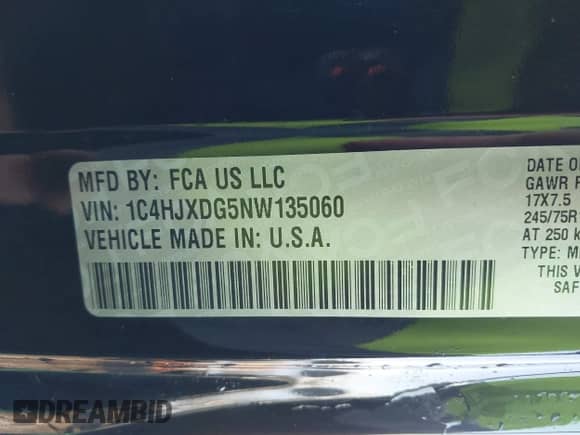 MFD BY: FCA US LLC
VIN: 1C4HJXDG5NW135060
VEHICLE MADE IN: U.S.A.
DATE O
GAWR
17X7.5
245/75R
AT 250
TYPE: M
THIS V
SAF
DREAMBID